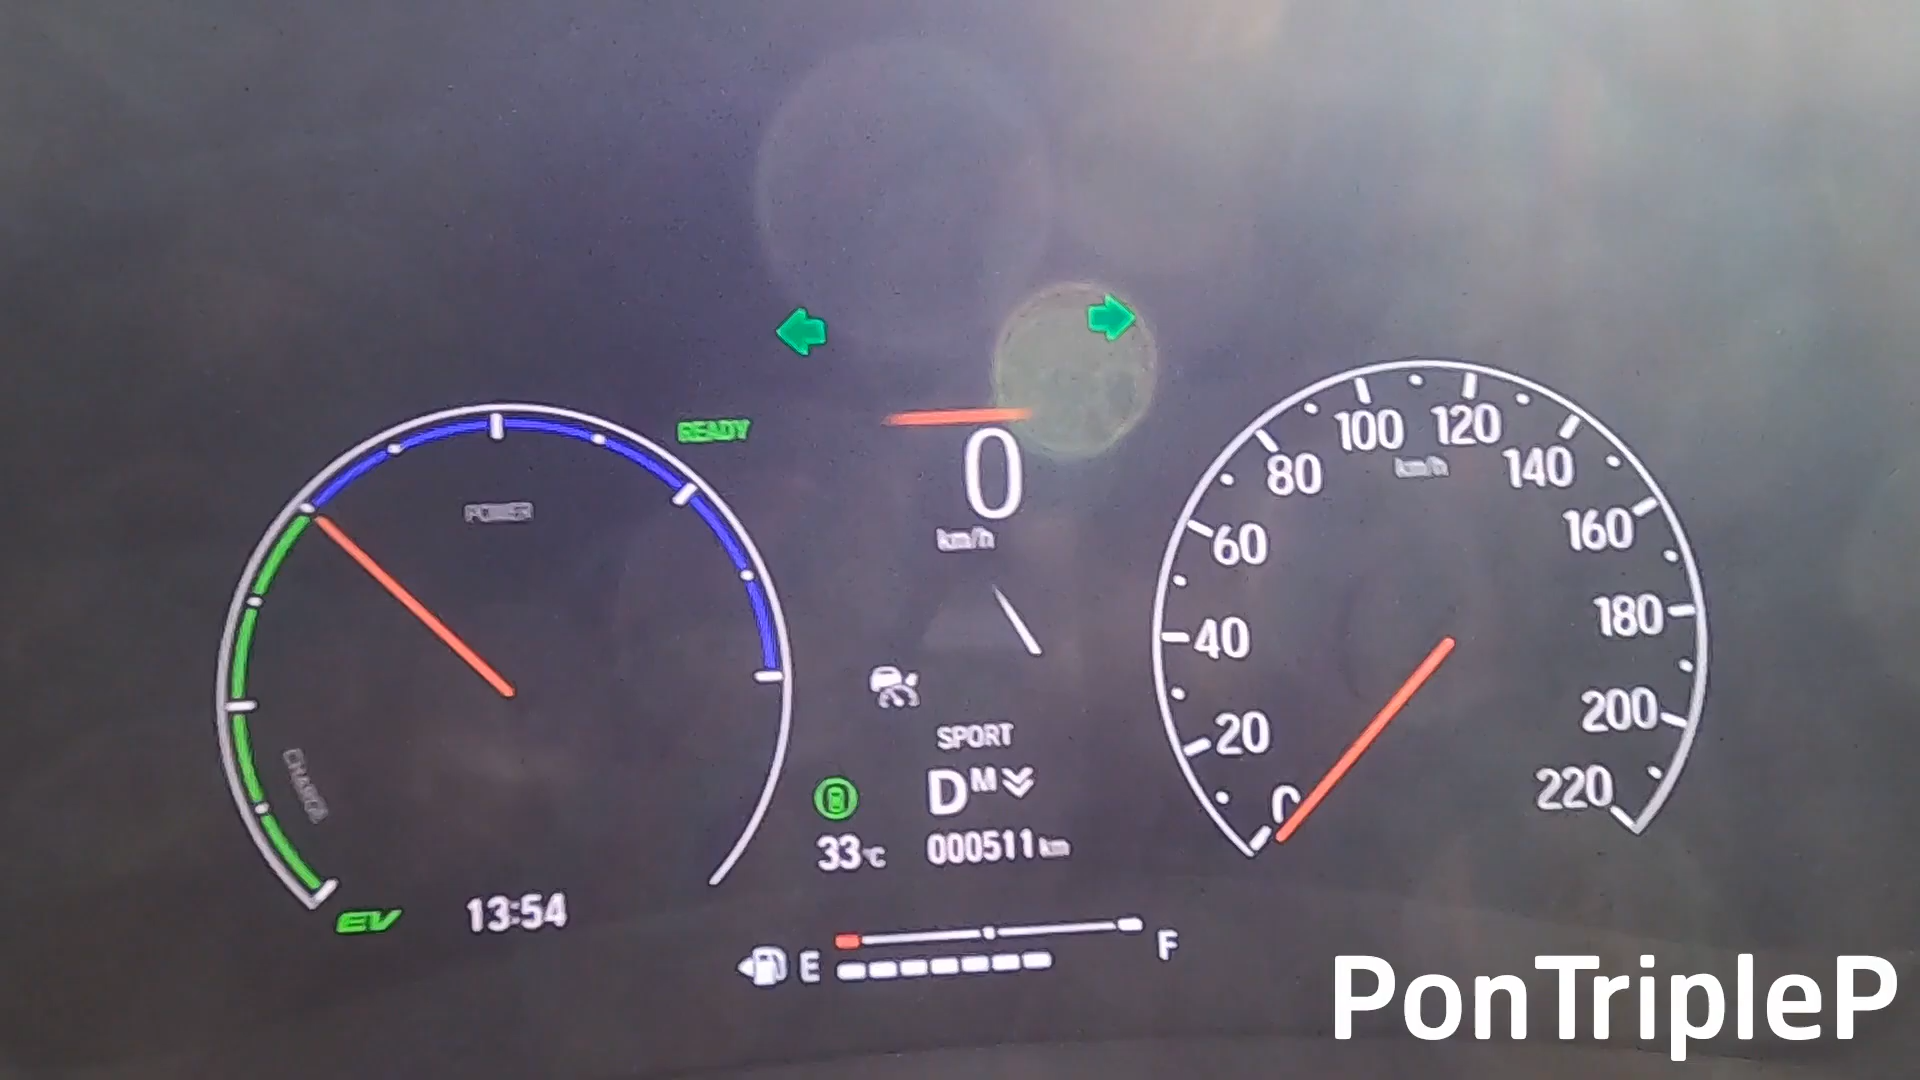 READY
POWER
CHARGE
EV
13:54
0
km/h
SPORT
D M
33°C
000511 km
E
F
0
20
40
60
80
100
120
140
160
180
200
220
km/h
PonTripleP